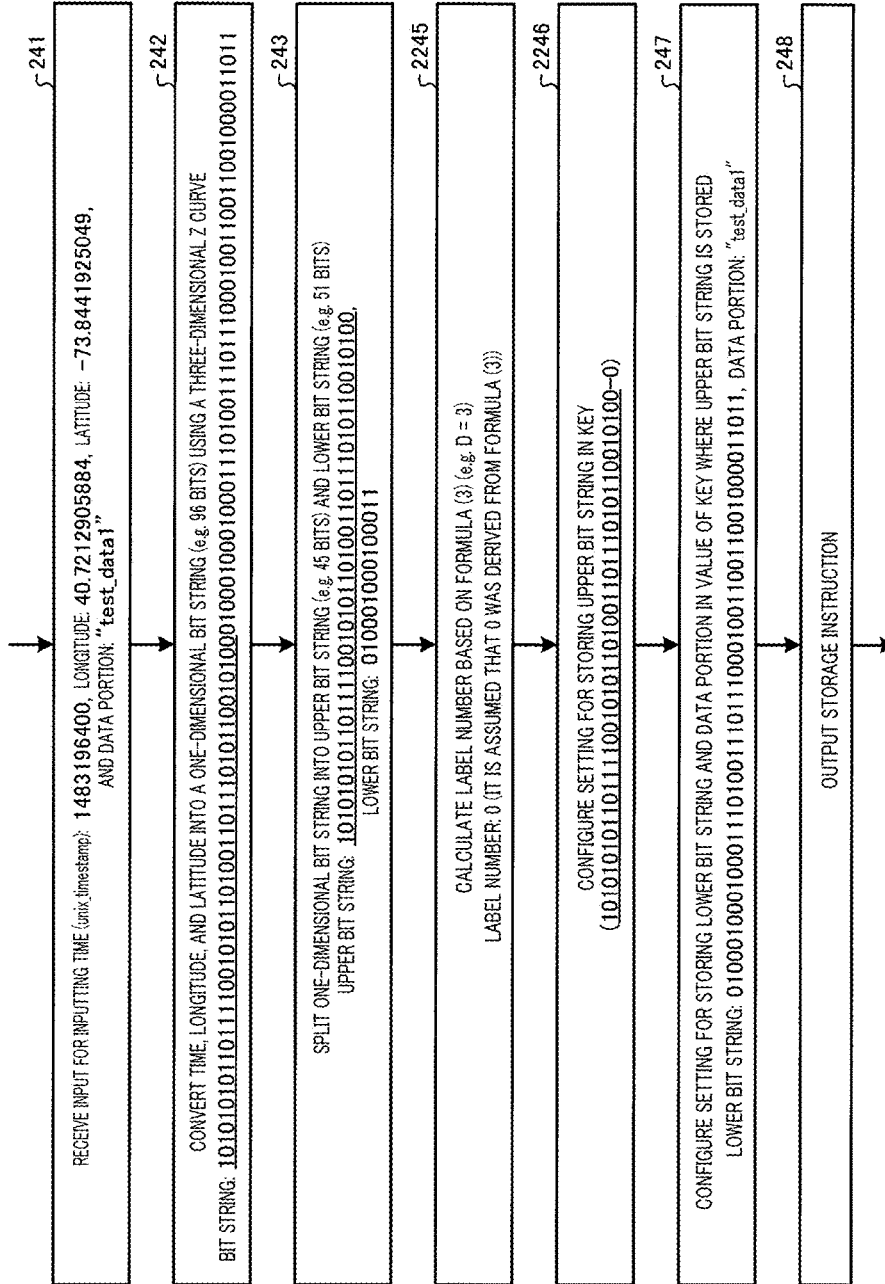 241
RECEIVE INPUT FOR INPUTTING TIME (unix_timestamp): 1483196400, LONGITUDE: 40.7212905884, LATITUDE: -73.8441925049,
AND DATA PORTION: "test_data1"
242
CONVERT TIME, LONGITUDE, AND LATITUDE INTO A ONE-DIMENSIONAL BIT STRING (e.g. 96 BITS) USING A THREE-DIMENSIONAL Z CURVE
BIT STRING: 1010101011011110010101101001101110101100101000100010001000111010011101110001001100110011001000011011
243
SPLIT ONE-DIMENSIONAL BIT STRING INTO UPPER BIT STRING (e.g. 45 BITS) AND LOWER BIT STRING (e.g. 51 BITS)
UPPER BIT STRING: 101010101101111001010110100110111010110010100,
LOWER BIT STRING: 010001000100011
2245
CALCULATE LABEL NUMBER BASED ON FORMULA (3) (e.g. D = 3)
LABEL NUMBER: 0 (IT IS ASSUMED THAT 0 WAS DERIVED FROM FORMULA (3))
2246
CONFIGURE SETTING FOR STORING UPPER BIT STRING IN KEY
(101010101101111001010110100110111010110010100-0)
247
CONFIGURE SETTING FOR STORING LOWER BIT STRING AND DATA PORTION IN VALUE OF KEY WHERE UPPER BIT STRING IS STORED
LOWER BIT STRING: 0100010001000111010011101110001001100110011001000011011, DATA PORTION: "test_data1"
248
OUTPUT STORAGE INSTRUCTION